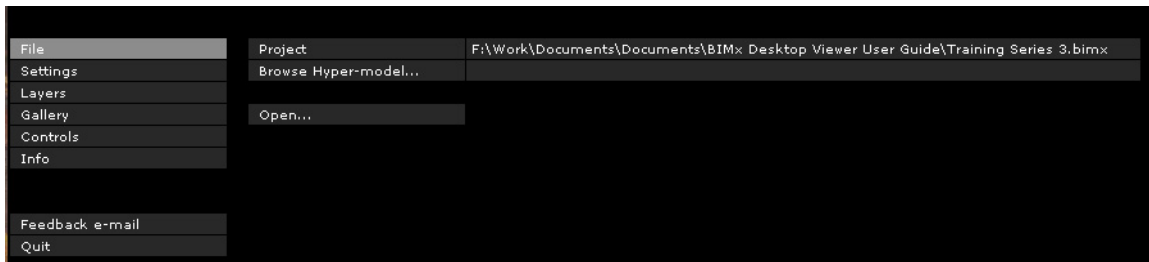 File
Settings
Layers
Gallery
Controls
Info
Feedback e-mail
Quit
Project F:\Work\Documents\Documents\BIMx Desktop Viewer User Guide\Training Series 3.bimx
Browse Hyper-model...
Open...